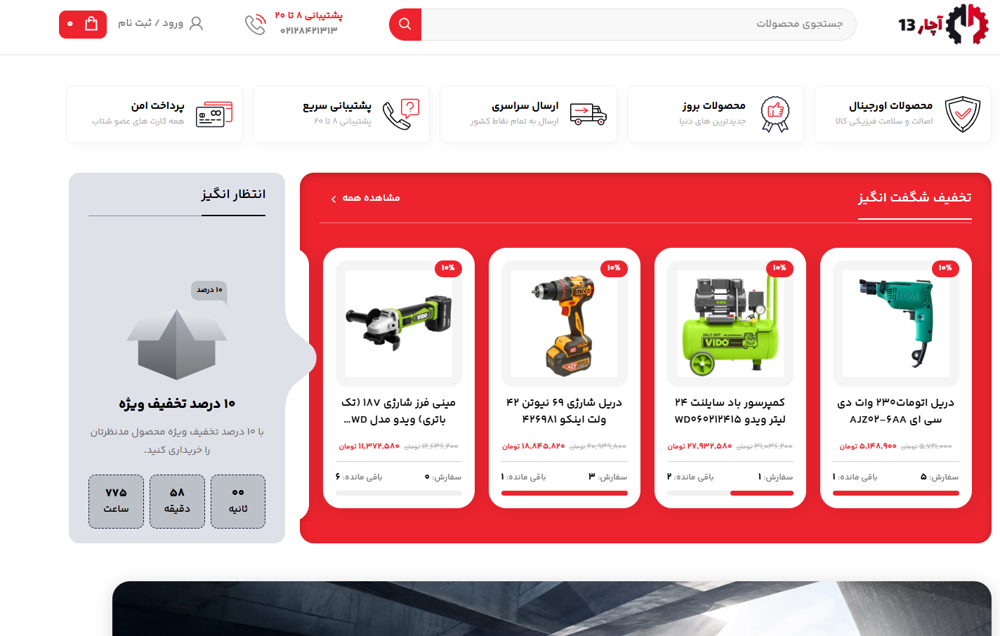 آچار 13
جستجوی محصولات
پشتیبانی ۸ تا ۲۰
۰۲۱۲۸۴۲۱۳۱۳
ورود / ثبت نام
۰
محصولات اورجینال
اصالت و سلامت فیزیکی کالا
محصولات بروز
جدیدترین های دنیا
ارسال سراسری
ارسال به تمام نقاط کشور
پشتیبانی سریع
پشتیبانی ۸ تا ۲۰
پرداخت امن
همه کارت های عضو شتاب
تخفیف شگفت انگیز
مشاهده همه
۱۰%
دریل اتومات۲۳۰ وات دی
سی ای AJZ۰۲-۶AA
۵,۷۲۱,۰۰۰ تومان ۵,۱۴۸,۹۰۰ تومان
سفارش: ۵ باقی مانده: ۱
۱۰%
VIDO
کمپرسور باد سایلنت ۲۴
لیتر ویدو WD۰۶۰۲۱۲۴۱۵
۳۱,۰۳۶,۲۰۰ تومان ۲۷,۹۳۲,۵۸۰ تومان
سفارش: ۱ باقی مانده: ۲
۱۰%
دریل شارژی ۶۹ نیوتن ۴۲
ولت اینکو ۴۲۶۹۸۱
۲۰,۹۳۹,۸۰۰ تومان ۱۸,۸۴۵,۸۲۰ تومان
سفارش: ۳ باقی مانده: ۱
۱۰%
VIDO
مینی فرز شارژی ۱۸V (تک
باتری) ویدو مدل WD...
۱۲,۶۳۶,۲۰۰ تومان ۱۱,۳۷۲,۵۸۰ تومان
سفارش: ۰ باقی مانده: ۶
انتظار انگیز
۱۰ درصد
۱۰ درصد تخفیف ویژه
با ۱۰ درصد تخفیف ویژه محصول مدنظرتان
را خریداری کنید.
۰۰ ۵۸ ۷۷۵
ثانیه دقیقه ساعت